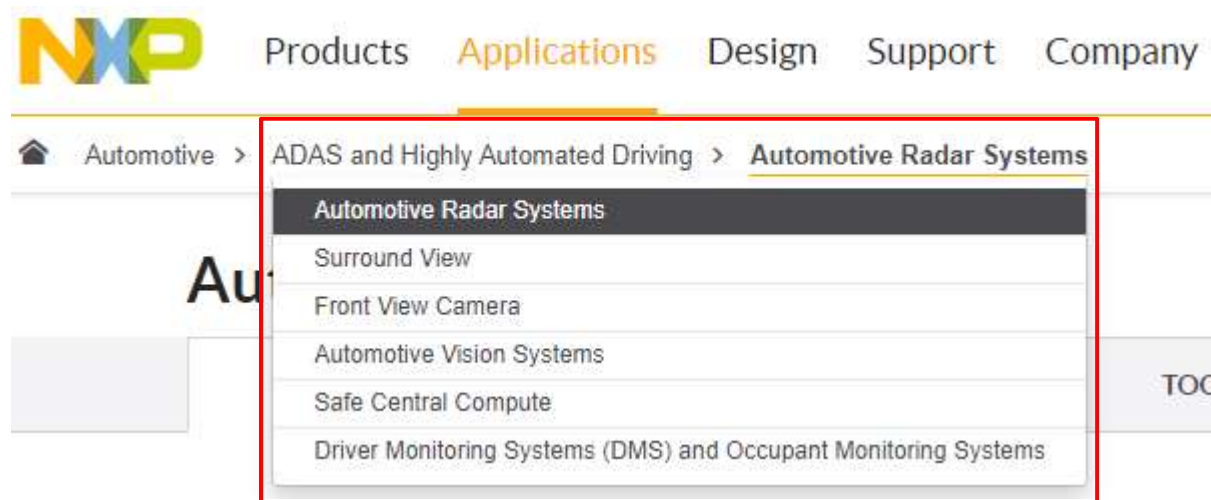 NXP Products Applications Design Support Company
Automotive > ADAS and Highly Automated Driving > Automotive Radar Systems
Automotive Radar Systems
Surround View
Au
Front View Camera
Automotive Vision Systems
TOO
Safe Central Compute
Driver Monitoring Systems (DMS) and Occupant Monitoring Systems